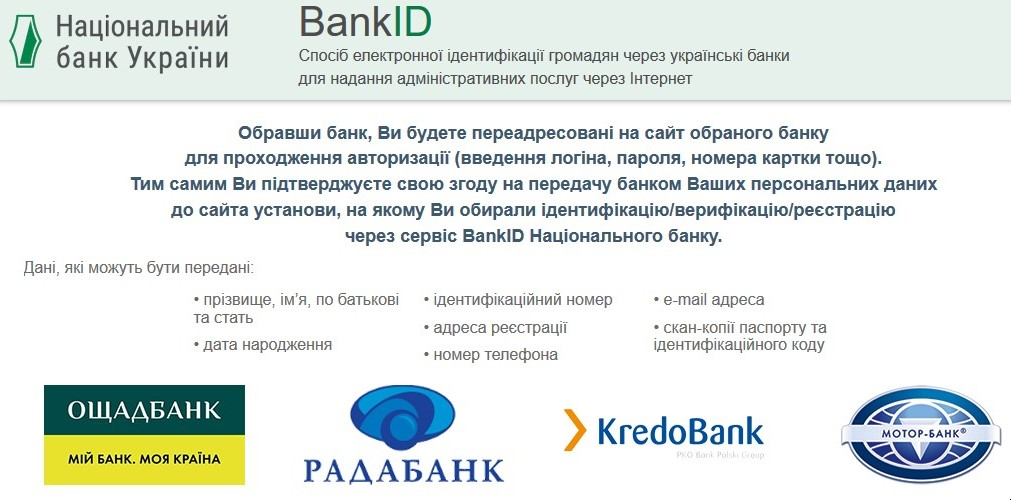 Національний
банк України
BankID
Спосіб електронної ідентифікації громадян через українські банки
для надання адміністративних послуг через Інтернет
Обравши банк, Ви будете переадресовані на сайт обраного банку
для проходження авторизації (введення логіна, пароля, номера картки тощо).
Тим самим Ви підтверджуєте свою згоду на передачу банком Ваших персональних даних
до сайта установи, на якому Ви обирали ідентифікацію/верифікацію/реєстрацію
через сервіс BankID Національного банку.
Дані, які можуть бути передані:
• прізвище, ім’я, по батькові
та стать
• дата народження
• ідентифікаційний номер
• адреса реєстрації
• номер телефона
• e-mail адреса
• скан-копії паспорту та
ідентифікаційного коду
ОЩАДБАНК
МІЙ БАНК. МОЯ КРАЇНА
РАДАБАНК
KredoBank
PKO Bank Polski Group
МОТОР-БАНК®